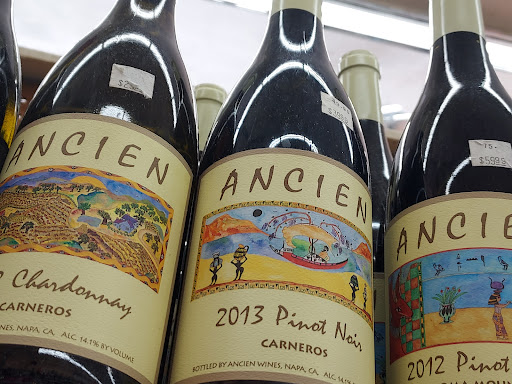 ANCIEN
Chardonnay
CARNEROS
WINES, NAPA, CA ALC 14.1% BY VOLUME
ANCIEN
2013 Pinot Noir
CARNEROS
BOTTLED BY ANCIEN WINES, NAPA, CA
ANCIEN
2012 Pinot